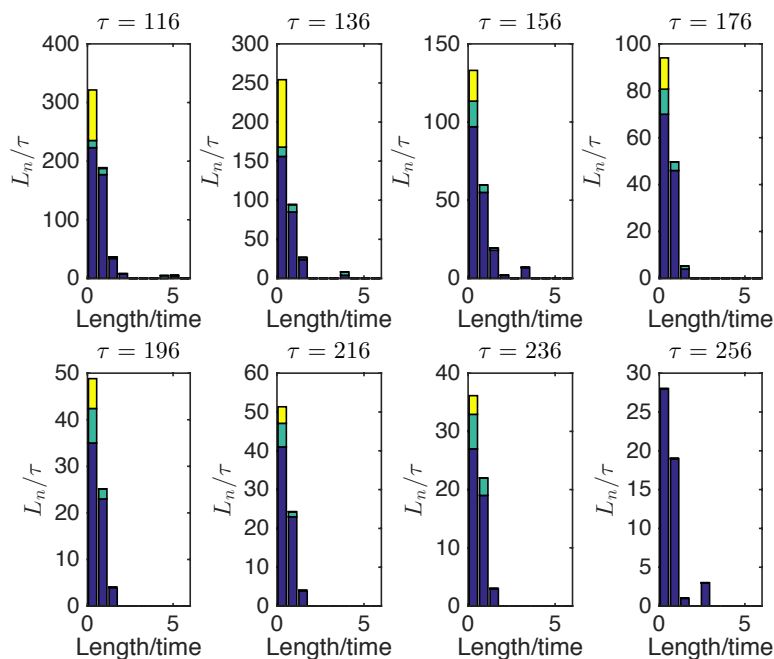 τ = 116
τ = 136
τ = 156
τ = 176
400
300
200
100
0
L_n/τ
0 5
Length/time
300
250
200
150
100
50
0
L_n/τ
0 5
Length/time
150
100
50
0
L_n/τ
0 5
Length/time
100
80
60
40
20
0
L_n/τ
0 5
Length/time
τ = 196
τ = 216
τ = 236
τ = 256
50
40
30
20
10
0
L_n/τ
0 5
Length/time
60
50
40
30
20
10
0
L_n/τ
0 5
Length/time
40
30
20
10
0
L_n/τ
0 5
Length/time
30
25
20
15
10
5
0
L_n/τ
0 5
Length/time